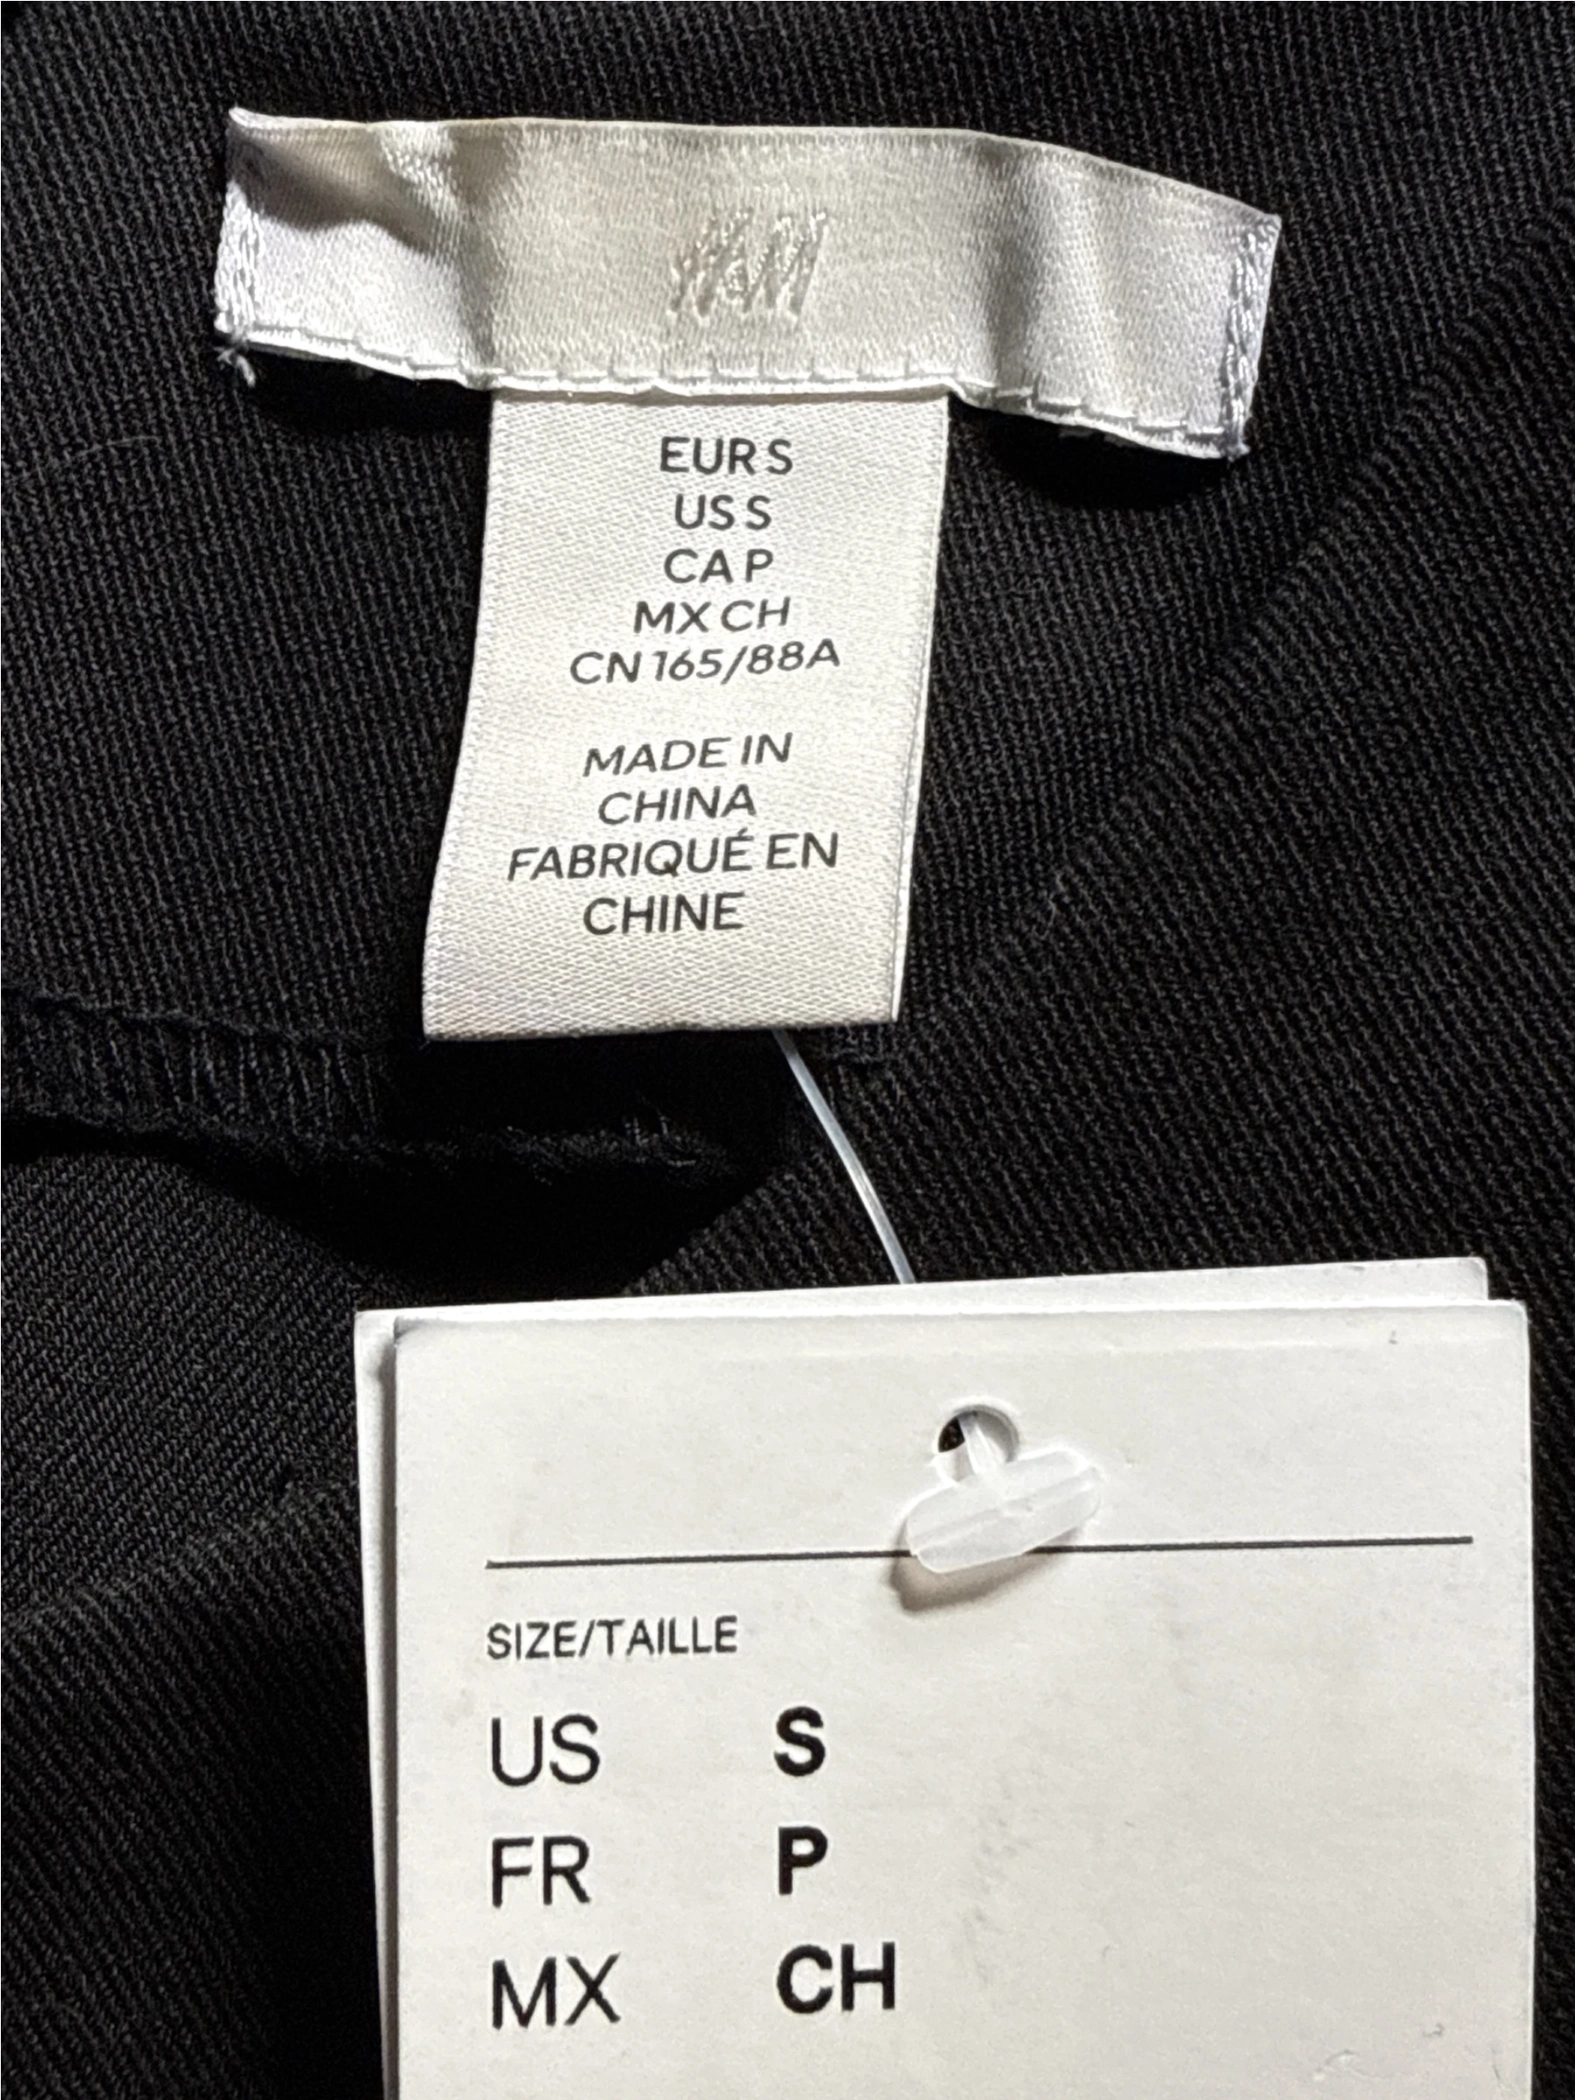 H&M
EUR S
US S
CA P
MX CH
CN 165/88A
MADE IN
CHINA
FABRIQUÉ EN
CHINE
SIZE/TAILLE
US S
FR P
MX CH